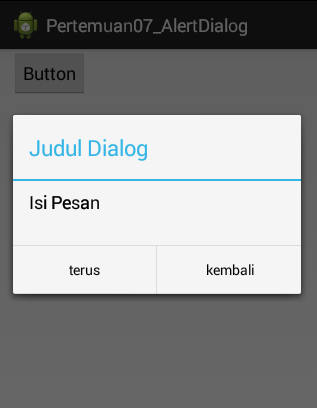 Pertemuan07_AlertDialog
Button
Judul Dialog
Isi Pesan
terus
kembali